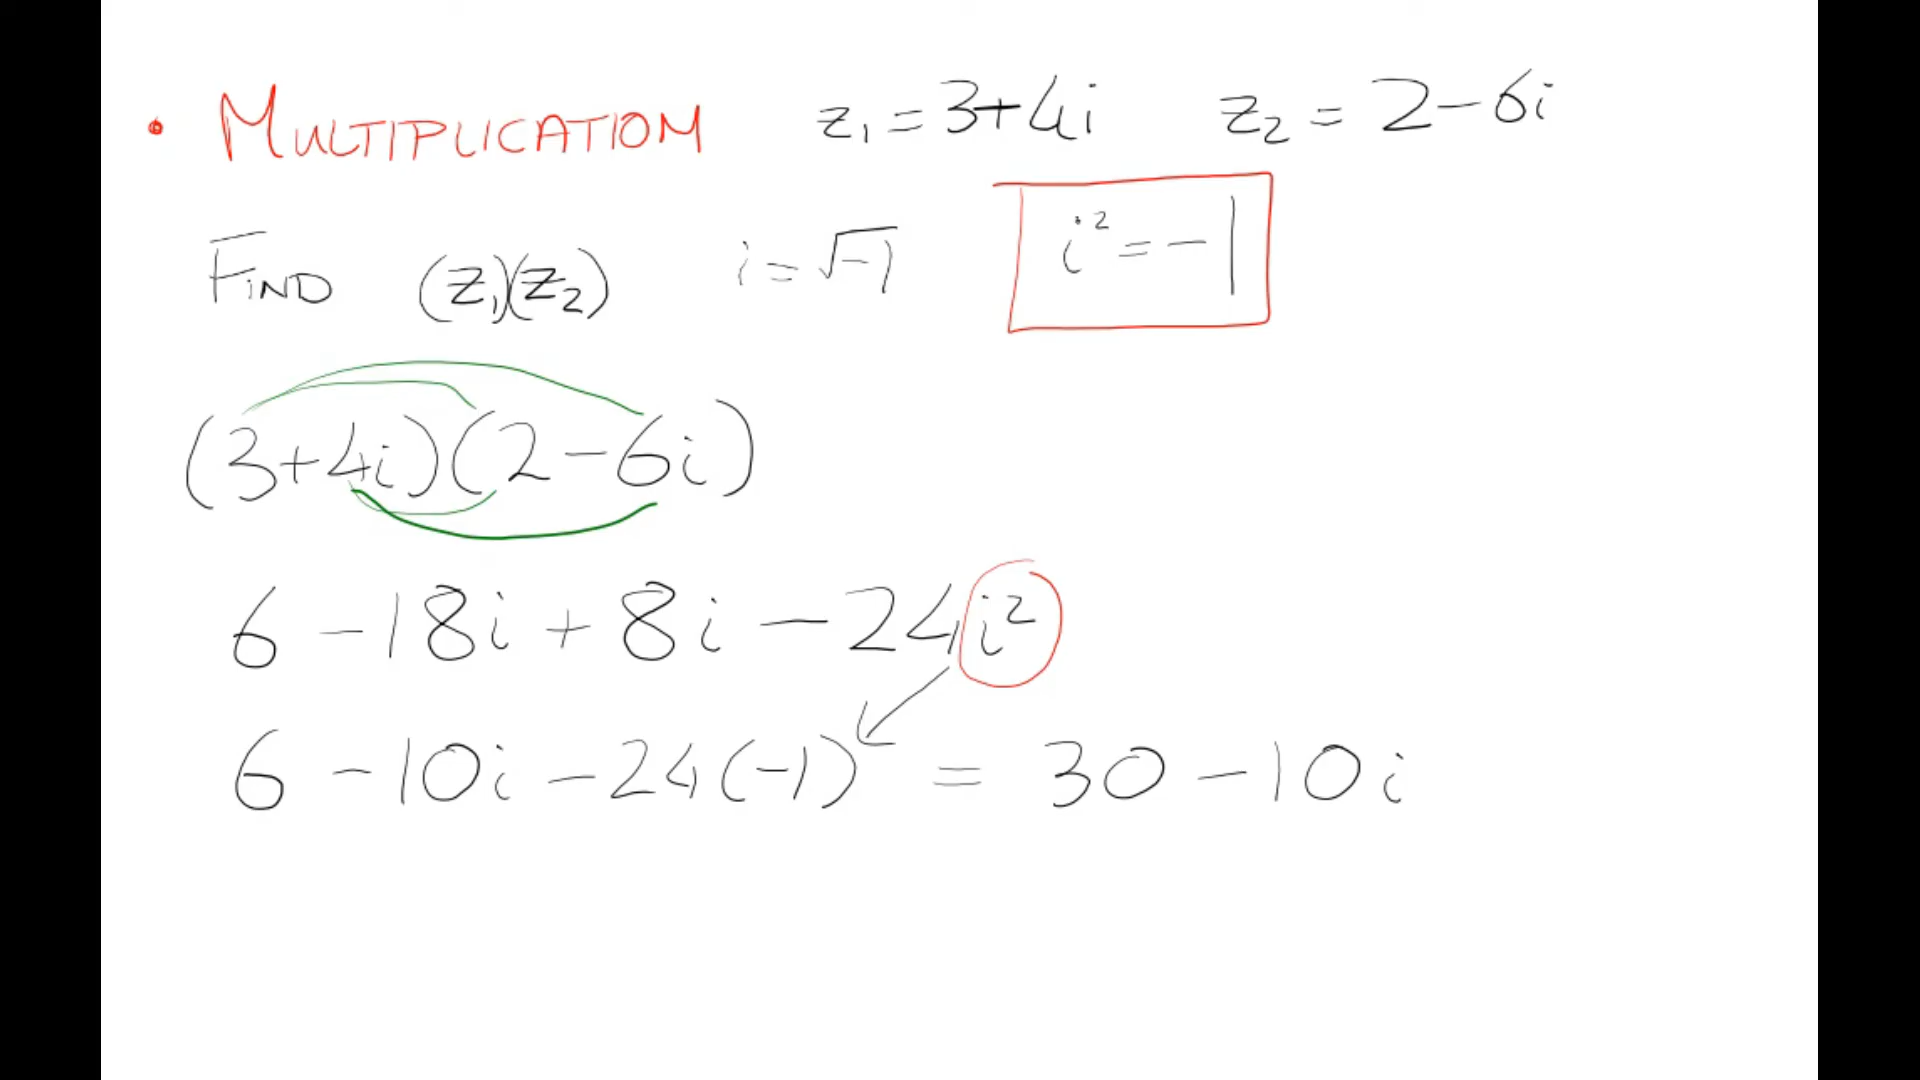 • MULTIPLICATION z₁ = 3+4i z₂ = 2-6i
FIND (z₁)(z₂) i = √-1 i² = -1
(3+4i)(2-6i)
6 - 18i + 8i - 24i²
6 - 10i - 24(-1) = 30 - 10i